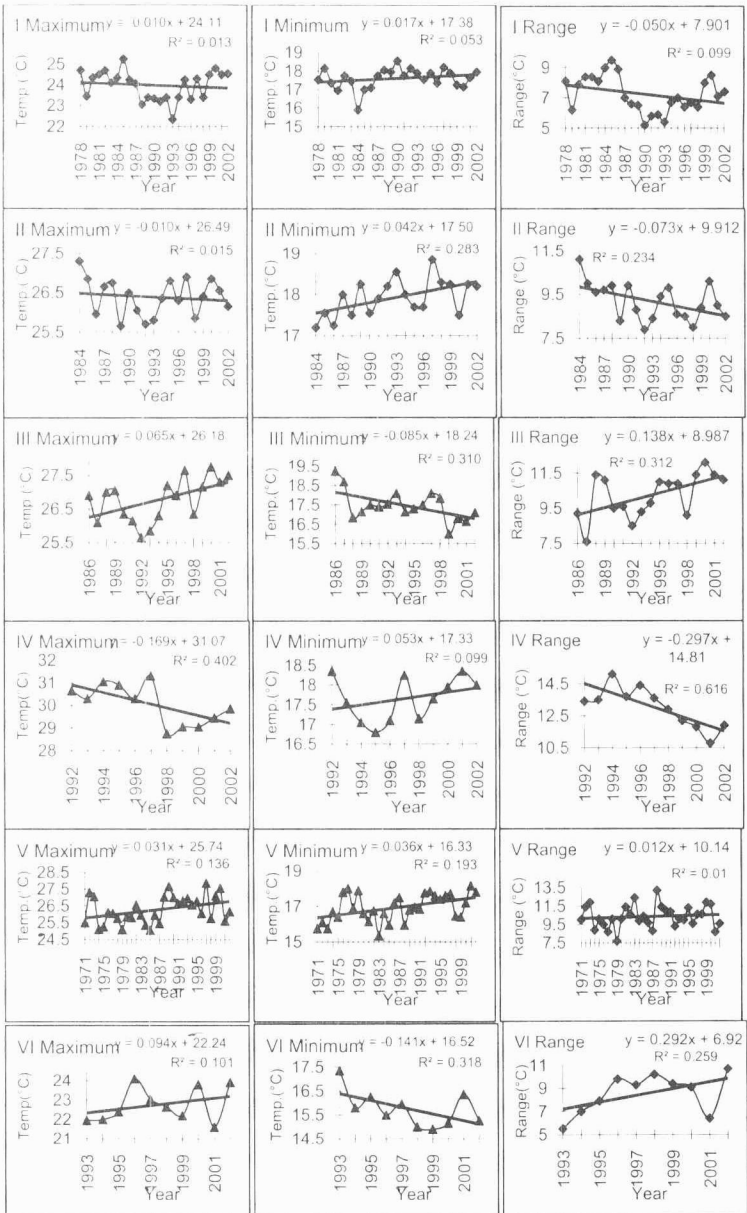 I Maximum y = 0.010x + 24.11
R² = 0.013
Temp.(°C)
25
24
23
22
1978
1981
1984
1987
1990
1993
1996
1999
2002
Year
I Minimum y = 0.017x + 17.38
R² = 0.053
Temp.(°C)
19
18
17
16
15
1978
1981
1984
1987
1990
1993
1996
1999
2002
Year
I Range y = -0.050x + 7.901
R² = 0.099
Range(°C)
9
7
5
1978
1981
1984
1987
1990
1993
1996
1999
2002
Year
II Maximum y = -0.010x + 26.49
R² = 0.015
Temp.(°C)
27.5
26.5
25.5
1984
1987
1990
1993
1996
1999
2002
Year
II Minimum y = 0.042x + 17.50
R² = 0.283
Temp.(°C)
19
18
17
1984
1987
1990
1993
1996
1999
2002
Year
II Range y = -0.073x + 9.912
R² = 0.234
Range (°C)
11.5
9.5
7.5
1984
1987
1990
1993
1996
1999
2002
Year
III Maximum y 0.065x + 26.18
Temp (°C)
27.5
26.5
25.5
1986
1989
1992
1995
1998
2001
Year
III Minimum y = -0.085x + 18.24
R² = 0.310
Temp.(°C)
19.5
18.5
17.5
16.5
15.5
1986
1989
1992
1995
1998
2001
Year
III Range y = 0.138x + 8.987
R² = 0.312
Range (°C)
11.5
9.5
7.5
1986
1989
1992
1995
1998
2001
Year
IV Maximum y = -0.169x + 31.07
R² = 0.402
Temp(°C)
32
31
30
29
28
1992
1994
1996
1998
2000
2002
Year
IV Minimum y = 0.053x + 17.33
R² = 0.099
Temp.(°C)
18.5
18
17.5
17
16.5
1992
1994
1996
1998
2000
2002
Year
IV Range y = -0.297x +
14.81
R² = 0.616
Range (°C)
14.5
12.5
10.5
1992
1994
1996
1998
2000
2002
Year
V Maximum y = 0.031x + 25.74
R² = 0.136
Temp.(°C)
28.5
27.5
26.5
25.5
24.5
1971
1975
1979
1983
1987
1991
1995
1999
Year
V Minimum y = 0.036x + 16.33
R² = 0.193
Temp.(°C)
19
17
15
1971
1975
1979
1983
1987
1991
1995
1999
Year
V Range y = 0.012x + 10.14
R² = 0.01
Range (°C)
13.5
11.5
9.5
7.5
1971
1975
1979
1983
1987
1991
1995
1999
Year
VI Maximum y = 0.094x + 22.24
R² = 0.101
Temp(°C)
24
23
22
21
1993
1995
1997
1999
2001
Year
VI Minimum y = -0.141x + 16.52
R² = 0.318
Temp.(°C)
17.5
16.5
15.5
14.5
1993
1995
1997
1999
2001
Year
VI Range y = 0.292x + 6.92
R² = 0.259
Range(°C)
11
9
7
5
1993
1995
1997
1999
2001
Year